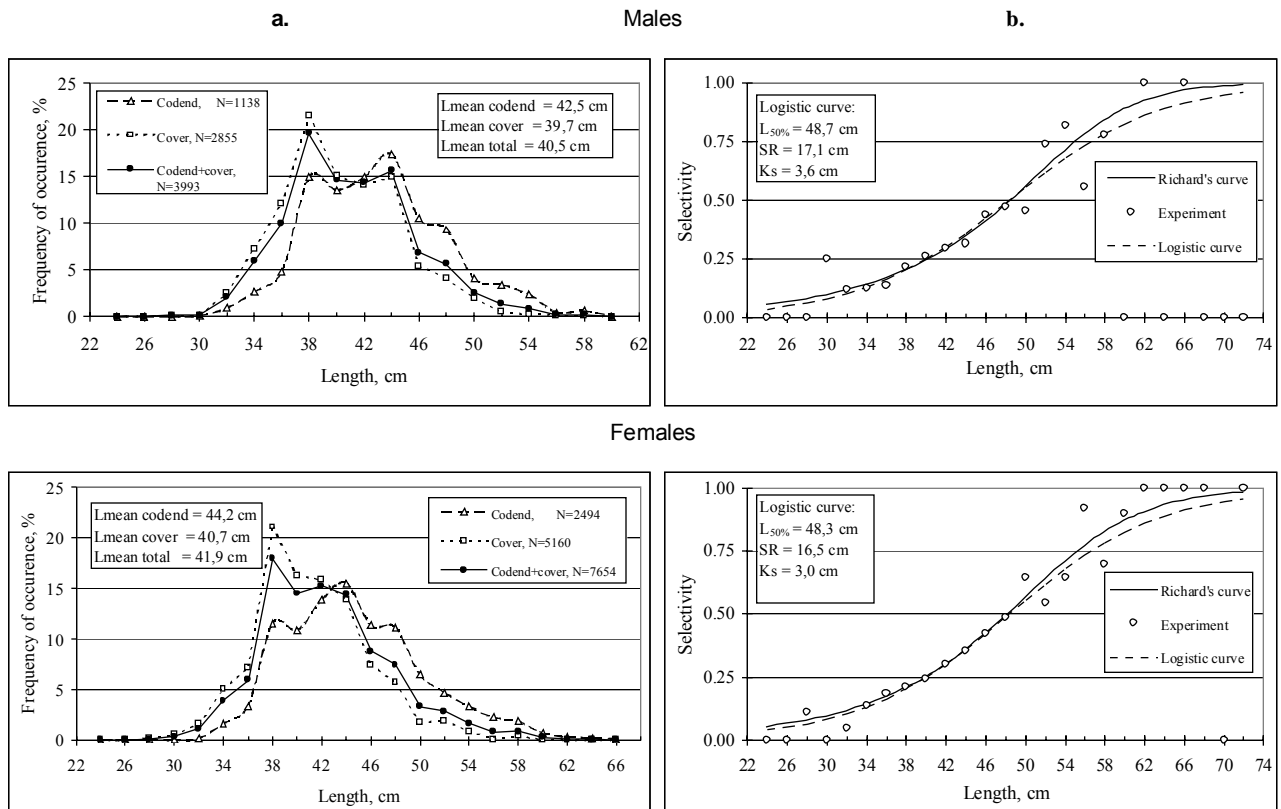 a.
Males
b.
Frequency of occurence, %
25
20
15
10
5
0
Codend, N=1138
Cover, N=2855
Codend+cover,
N=3993
Lmean codend = 42,5 cm
Lmean cover = 39,7 cm
Lmean total = 40,5 cm
22 26 30 34 38 42 46 50 54 58 62
Length, cm
Selectivity
1.00
0.75
0.50
0.25
0.00
Logistic curve:
L50% = 48,7 cm
SR = 17,1 cm
Ks = 3,6 cm
Richard's curve
Experiment
Logistic curve
22 26 30 34 38 42 46 50 54 58 62 66 70 74
Length, cm
Females
Frequency of occurence, %
25
20
15
10
5
0
Lmean codend = 44,2 cm
Lmean cover = 40,7 cm
Lmean total = 41,9 cm
Codend, N=2494
Cover, N=5160
Codend+cover, N=7654
22 26 30 34 38 42 46 50 54 58 62 66
Length, cm
Selectivity
1.00
0.75
0.50
0.25
0.00
Logistic curve:
L50% = 48,3 cm
SR = 16,5 cm
Ks = 3,0 cm
Richard's curve
Experiment
Logistic curve
22 26 30 34 38 42 46 50 54 58 62 66 70 74
Length, cm